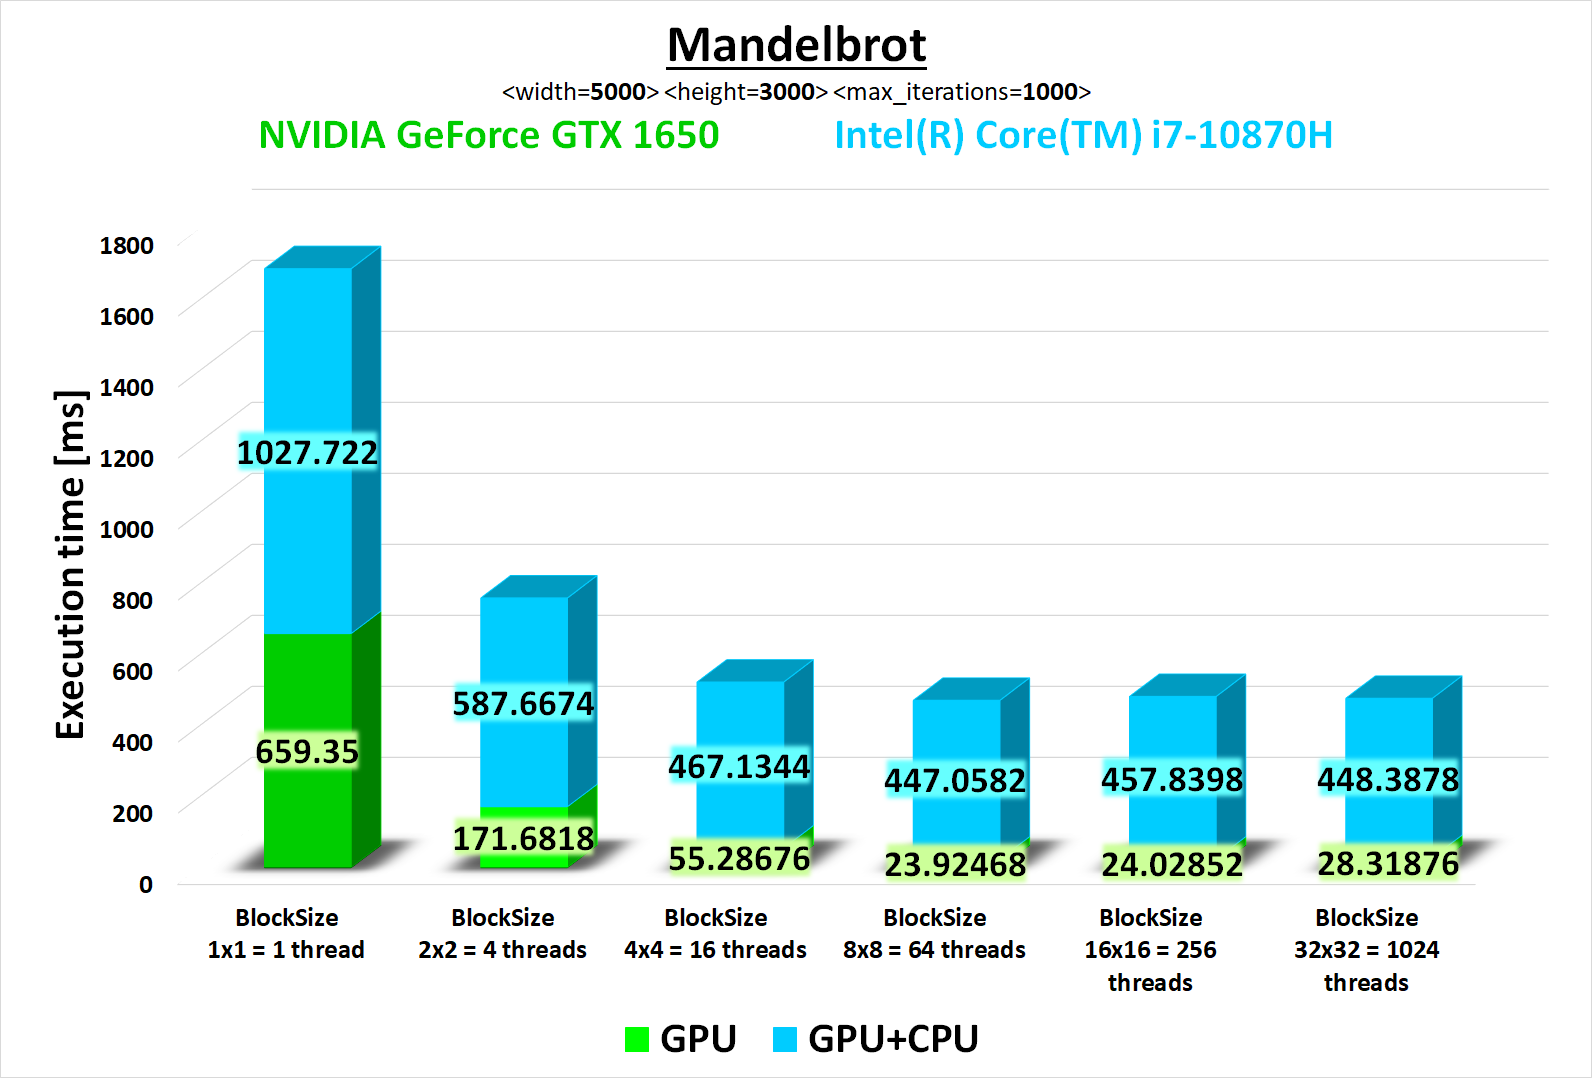 Mandelbrot
<width=5000> <height=3000> <max_iterations=1000>
NVIDIA GeForce GTX 1650 Intel(R) Core(TM) i7-10870H
Execution time [ms]
1800
1600
1400
1200
1000
800
600
400
200
0
1027.722
587.6674
467.1344
447.0582
457.8398
448.3878
659.35
171.6818
55.28676
23.92468
24.02852
28.31876
BlockSize
1x1 = 1 thread
BlockSize
2x2 = 4 threads
BlockSize
4x4 = 16 threads
BlockSize
8x8 = 64 threads
BlockSize
16x16 = 256
threads
BlockSize
32x32 = 1024
threads
GPU GPU+CPU